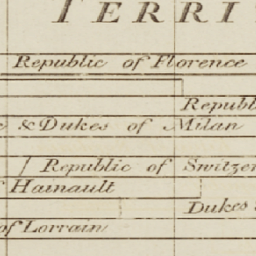 TERRI
Republic of Florence
Republ
& Dukes of Milan
Republic of Switzer
f Hainault
Dukes
of Lorrain